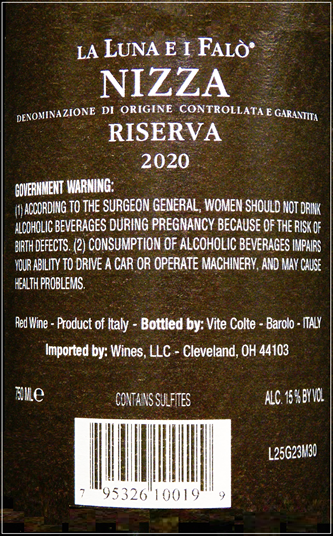 LA LUNA E I FALÒ®
NIZZA
DENOMINAZIONE DI ORIGINE CONTROLLATA E GARANTITA
RISERVA
2020
GOVERNMENT WARNING:
(1) ACCORDING TO THE SURGEON GENERAL, WOMEN SHOULD NOT DRINK
ALCOHOLIC BEVERAGES DURING PREGNANCY BECAUSE OF THE RISK OF
BIRTH DEFECTS. (2) CONSUMPTION OF ALCOHOLIC BEVERAGES IMPAIRS
YOUR ABILITY TO DRIVE A CAR OR OPERATE MACHINERY, AND MAY CAUSE
HEALTH PROBLEMS.
Red Wine - Product of Italy - Bottled by: Vite Colte - Barolo - ITALY
Imported by: Wines, LLC - Cleveland, OH 44103
750 ML e CONTAINS SULFITES ALC. 15% BY VOL
L25G23M30
7 95326 10019 9